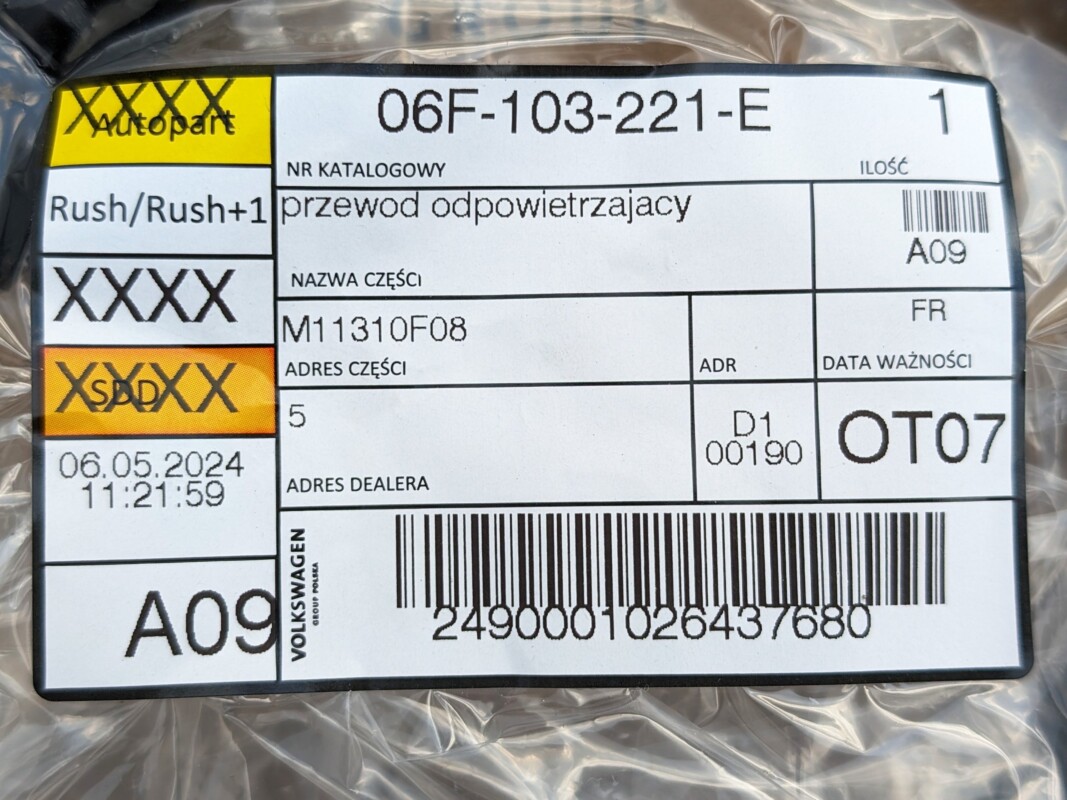 XXXX
Autopart
06F-103-221-E
1
NR KATALOGOWY
ILOŚĆ
Rush/Rush+1
przewod odpowietrzajacy
A09
NAZWA CZĘŚCI
XXXX
M11310F08
FR
ADRES CZĘŚCI
ADR
DATA WAŻNOŚCI
XXXX
SDD
5
D1
00190
OT07
ADRES DEALERA
06.05.2024
11:21:59
A09
VOLKSWAGEN
GROUP POLSKA
2490001026437680